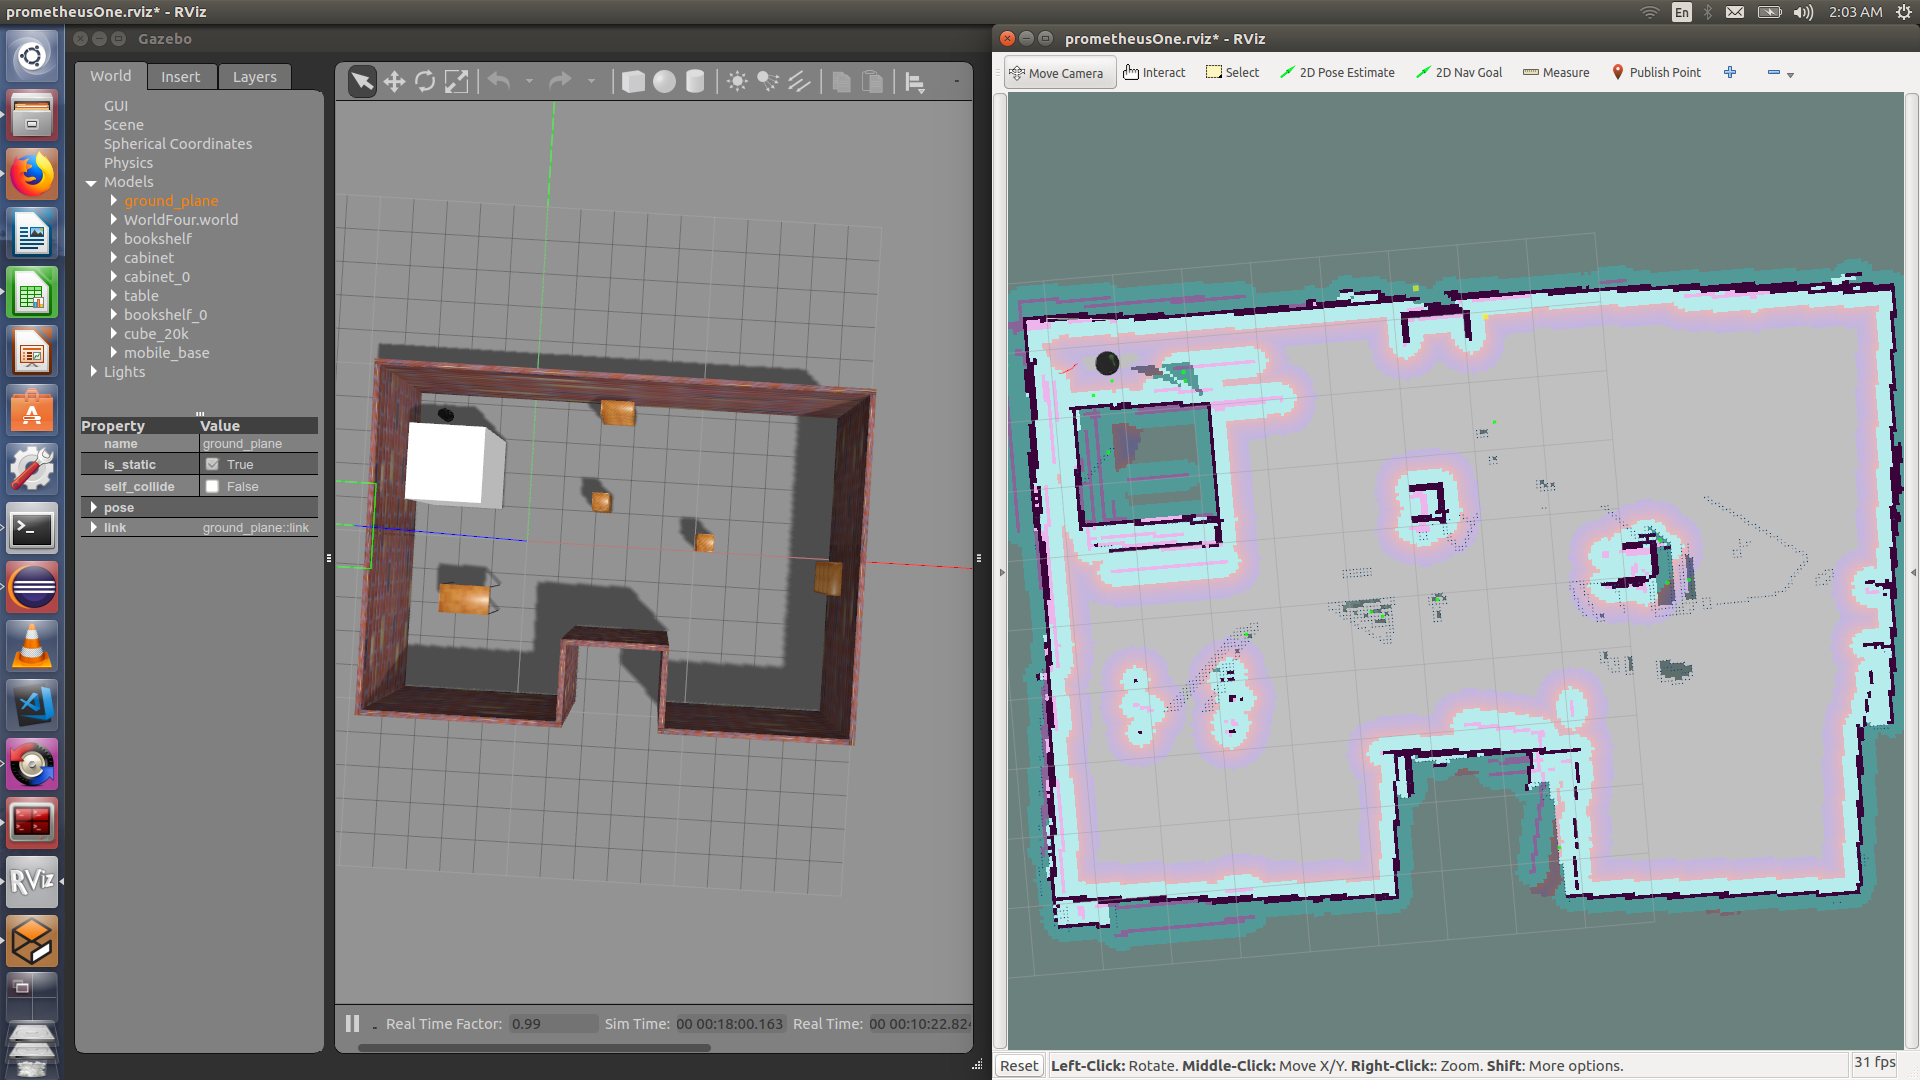 prometheusOne.rviz* - RViz
En
2:03 AM
Gazebo
World
Insert
Layers
GUI
Scene
Spherical Coordinates
Physics
Models
ground_plane
WorldFour.world
bookshelf
cabinet
cabinet_0
table
bookshelf_0
cube_20k
mobile_base
Lights
Property Value
name ground_plane
is_static True
self_collide False
pose
link ground_plane::link
Real Time Factor: 0.99 Sim Time: 00 00:18:00.163 Real Time: 00 00:10:22.824
prometheusOne.rviz* - RViz
Move Camera Interact Select 2D Pose Estimate 2D Nav Goal Measure Publish Point
Reset Left-Click: Rotate. Middle-Click: Move X/Y. Right-Click:: Zoom. Shift: More options. 31 fps
RViz